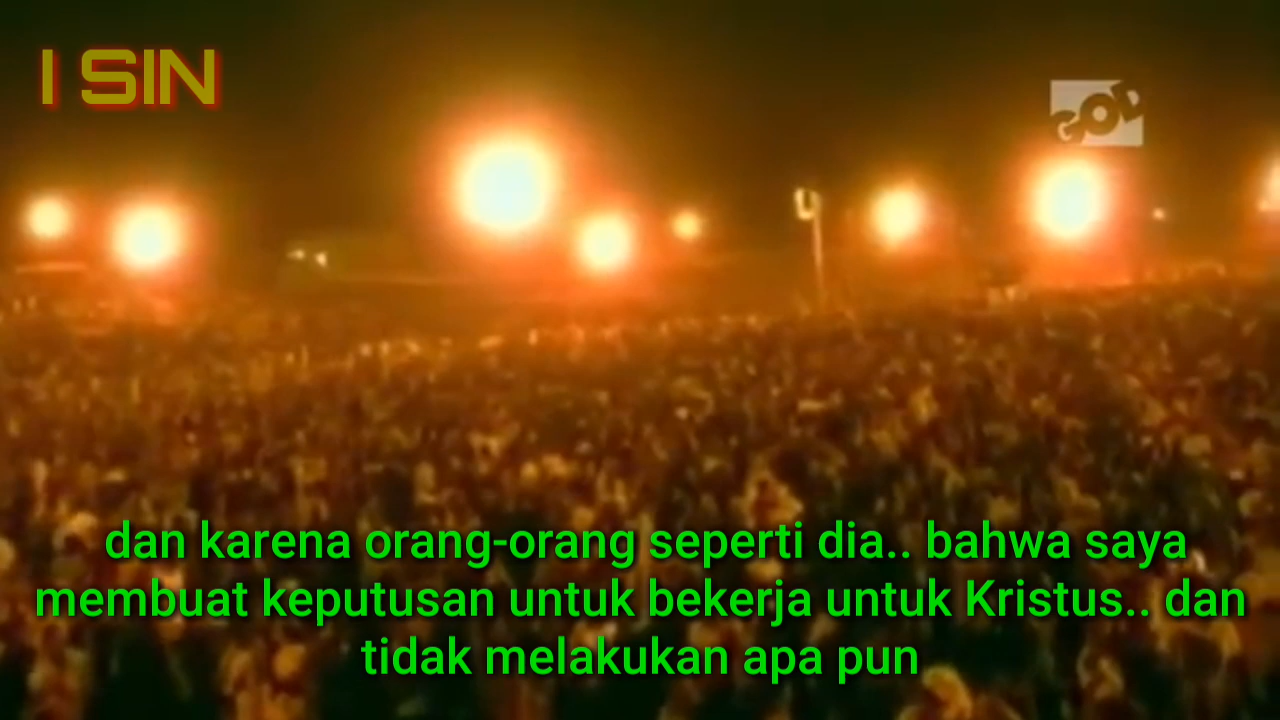 I SIN
GOD
dan karena orang-orang seperti dia.. bahwa saya
membuat keputusan untuk bekerja untuk Kristus.. dan
tidak melakukan apa pun